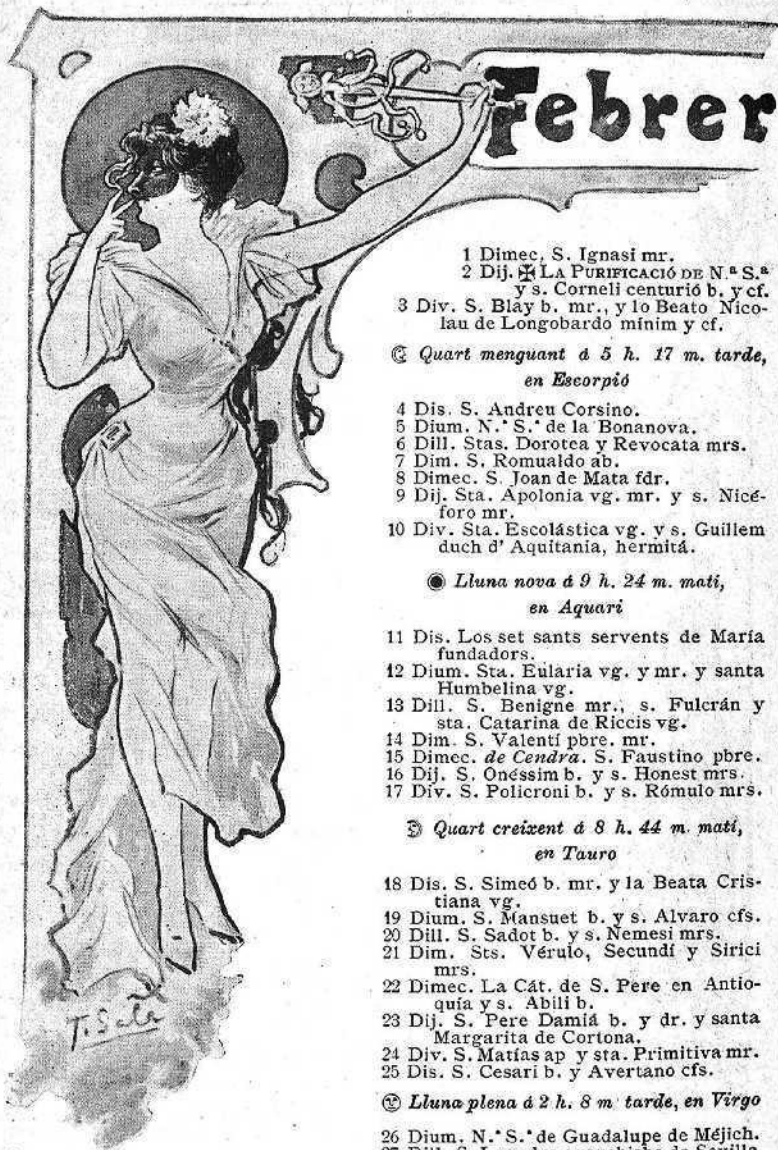 Febrer
1 Dimec. S. Ignasi mr.
2 Dij. ✠ LA PURIFICACIÓ DE N.ª S.ª
y s. Corneli centurió b. y cf.
3 Div. S. Blay b. mr., y lo Beato Nico-
lau de Longobardo mínim y cf.
Quart menguant á 5 h. 17 m. tarde,
en Escorpió
4 Dis. S. Andreu Corsino.
5 Dium. N.ª S.ª de la Bonanova.
6 Dill. Stas. Dorotea y Revocata mrs.
7 Dim. S. Romualdo ab.
8 Dimec. S. Joan de Mata fdr.
9 Dij. Sta. Apolonia vg. mr. y s. Nicé-
foro mr.
10 Div. Sta. Escolástica vg. y s. Guillem
duch d' Aquitania, hermitá.
Lluna nova á 9 h. 24 m. matí,
en Aquari
11 Dis. Los set sants servents de María
fundadors.
12 Dium. Sta. Eularia vg. y mr. y santa
Humbelina vg.
13 Dill. S. Benigne mr., s. Fulcrán y
sta. Catarina de Riccis vg.
14 Dim. S. Valentí pbre. mr.
15 Dimec. de Cendra. S. Faustino pbre.
16 Dij. S. Onéssim b. y s. Honest mrs.
17 Div. S. Policroni b. y s. Rómulo mrs.
Quart creixent á 8 h. 44 m. matí,
en Tauro
18 Dis. S. Simeó b. mr. y la Beata Cris-
tiana vg.
19 Dium. S. Mansuet b. y s. Alvaro cfs.
20 Dill. S. Sadot b. y s. Nemesi mrs.
21 Dim. Sts. Vérulo, Secundí y Sirici
mrs.
22 Dimec. La Cát. de S. Pere en Antio-
quía y s. Abili b.
23 Dij. S. Pere Damiá b. y dr. y santa
Margarita de Cortona.
24 Div. S. Matías ap y sta. Primitiva mr.
25 Dis. S. Cesari b. y Avertano cfs.
Lluna plena á 2 h. 8 m tarde, en Virgo
26 Dium. N.ª S.ª de Guadalupe de Méjich.